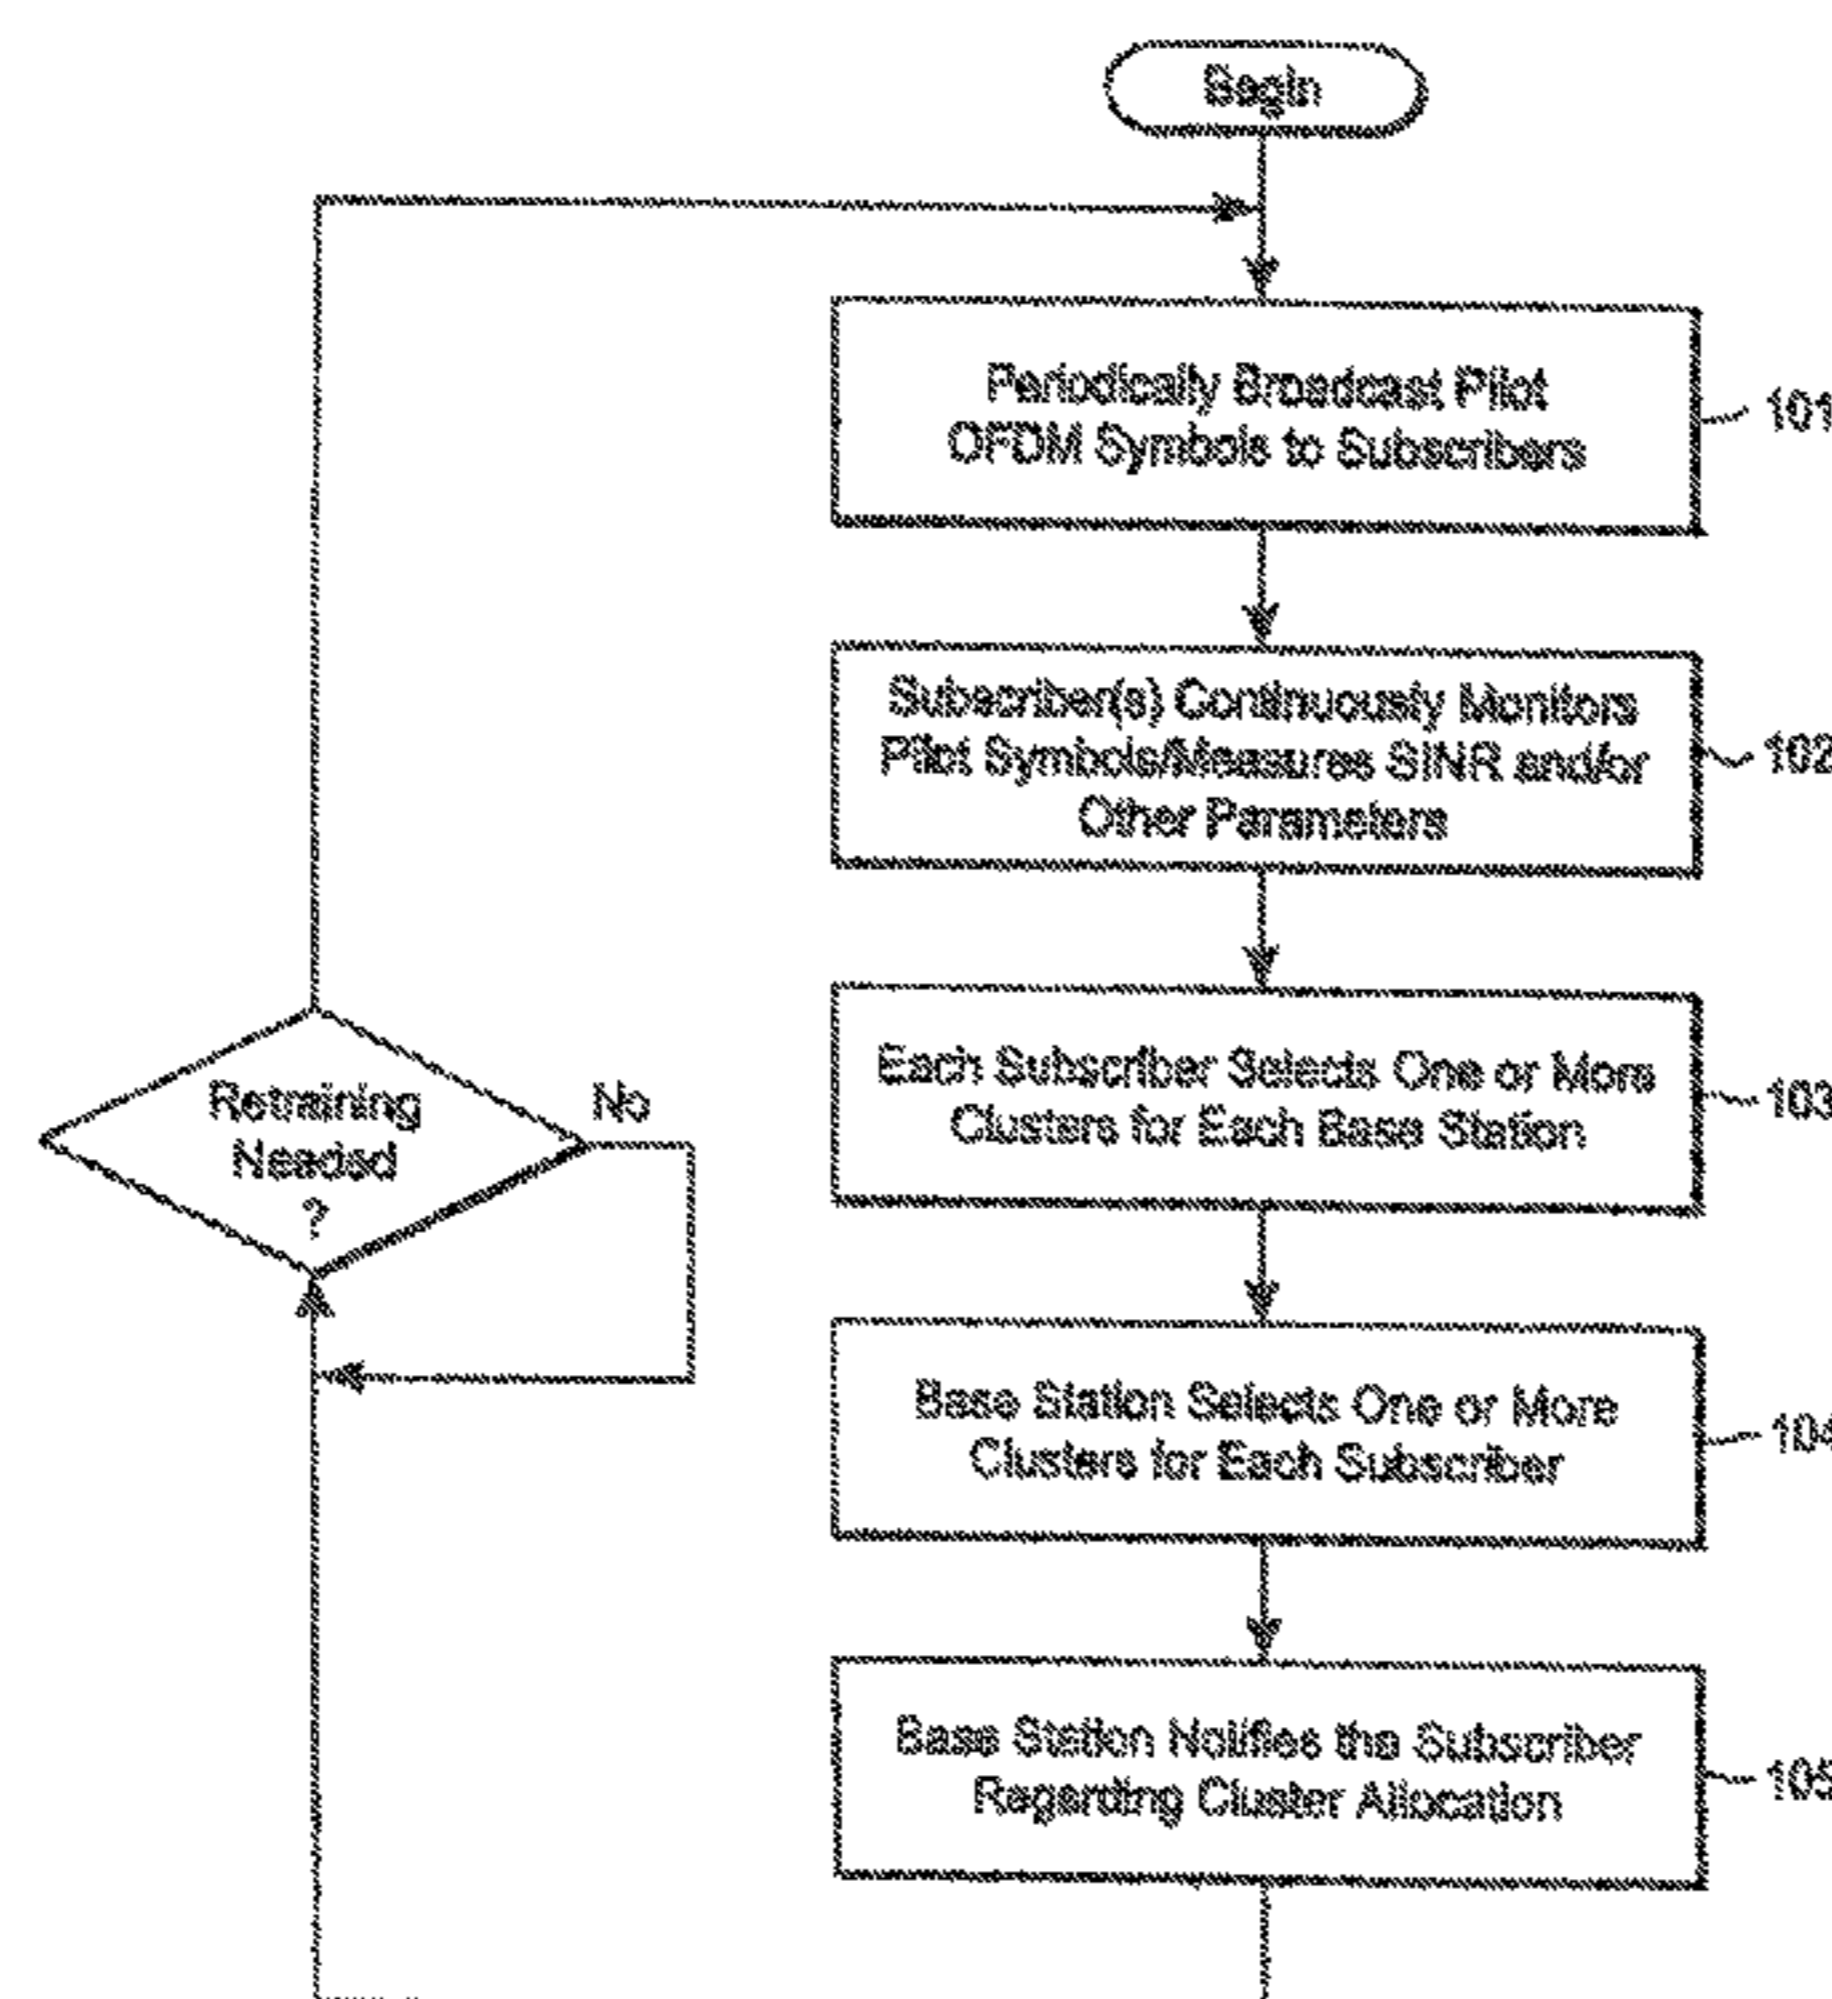 Begin
Periodically Broadcast Pilot
OFDM Symbols to Subscribers
101
Subscriber(s) Continuously Monitors
Pilot Symbols/Measures SINR and/or
Other Parameters
102
Each Subscriber Selects One or More
Clusters for Each Base Station
103
Retraining
Needed
?
No
Base Station Selects One or More
Clusters for Each Subscriber
104
Base Station Notifies the Subscriber
Regarding Cluster Allocation
105